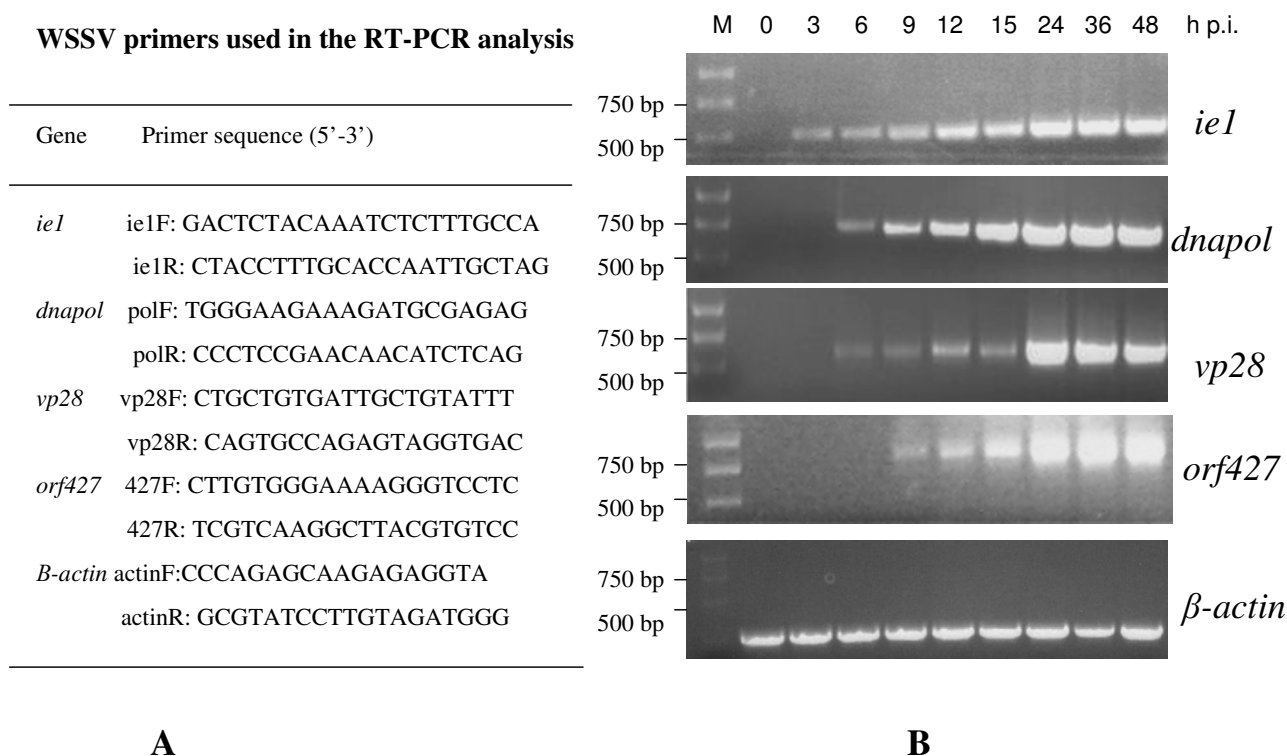 WSSV primers used in the RT-PCR analysis
Gene Primer sequence (5’-3’)
ie1 ie1F: GACTCTACAAATCTCTTTGCCA
ie1R: CTACCTTTGCACCAATTGCTAG
dnapol polF: TGGGAAGAAAGATGCGAGAG
polR: CCCTCCGAACAACATCTCAG
vp28 vp28F: CTGCTGTGATTGCTGTATTT
vp28R: CAGTGCCAGAGTAGGTGAC
orf427 427F: CTTGTGGGAAAAGGGTCCTC
427R: TCGTCAAGGCTTACGTGTCC
B-actin actinF:CCCAGAGCAAGAGAGGTA
actinR: GCGTATCCTTGTAGATGGG
A
M 0 3 6 9 12 15 24 36 48 h p.i.
750 bp
500 bp
ie1
750 bp
500 bp
dnapol
750 bp
500 bp
vp28
750 bp
500 bp
orf427
750 bp
500 bp
β-actin
B